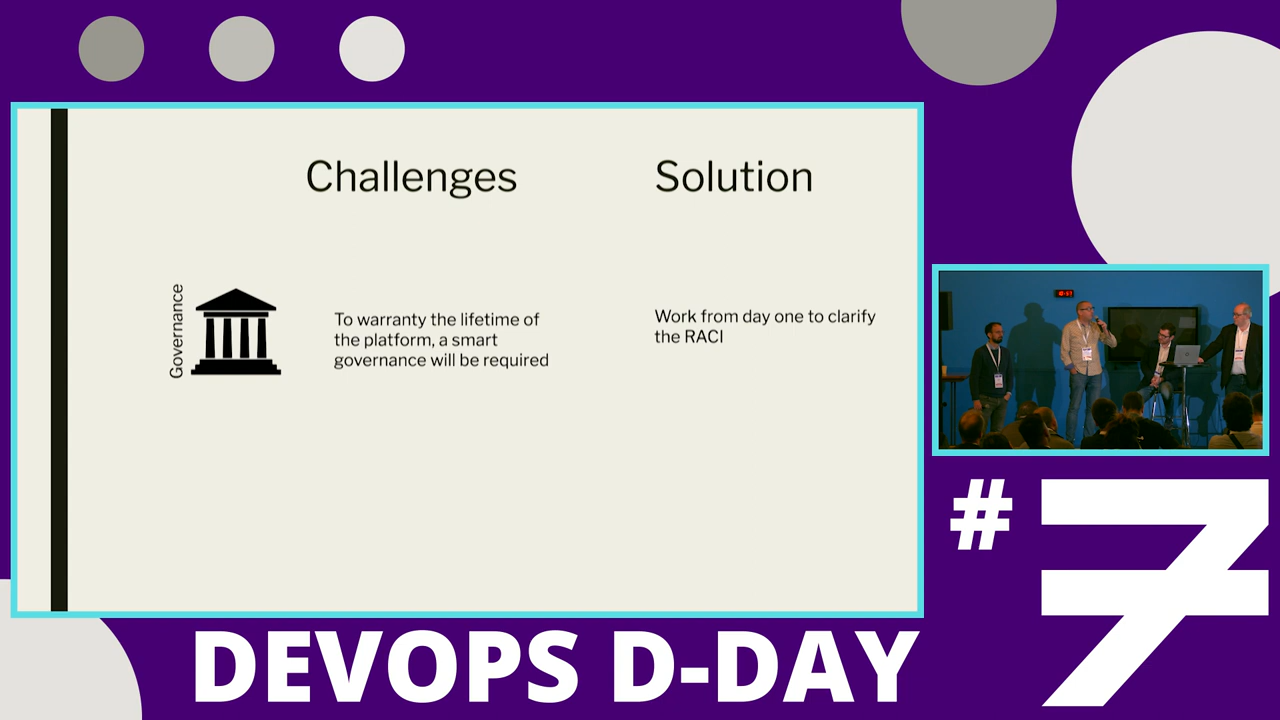 Challenges
Solution
Governance
To warranty the lifetime of
the platform, a smart
governance will be required
Work from day one to clarify
the RACI
#7
DEVOPS D-DAY